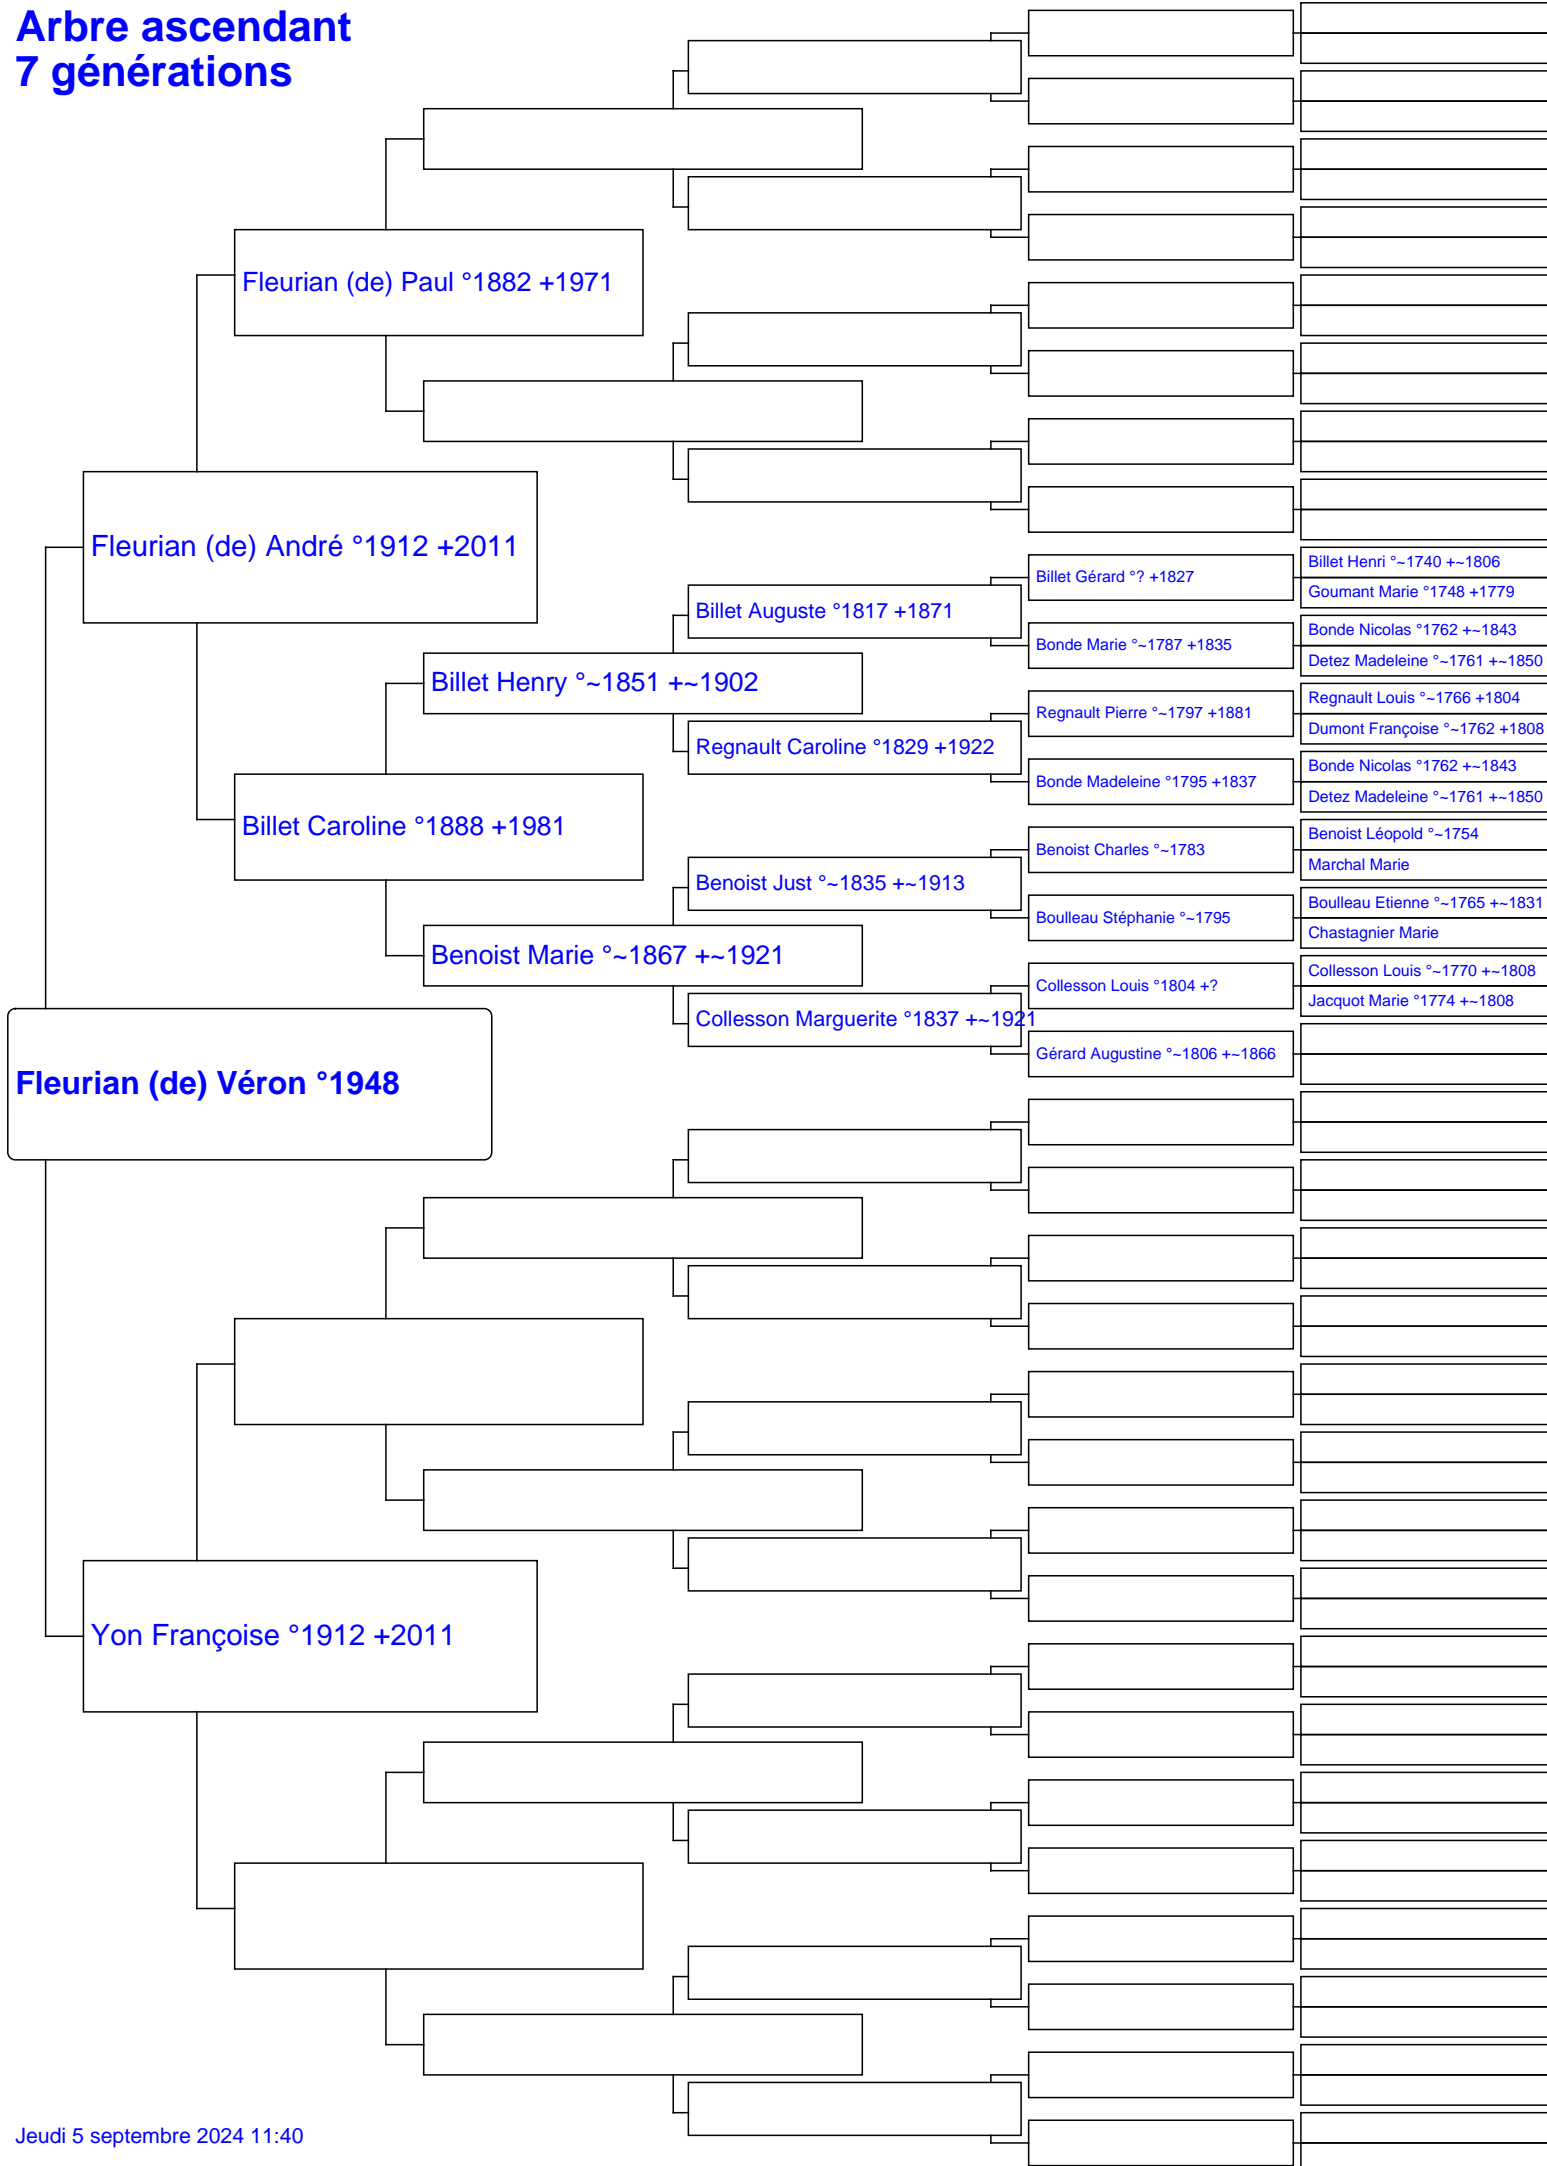 Arbre ascendant
7 générations
Fleurian (de) Paul °1882 +1971
Fleurian (de) André °1912 +2011
Billet Gérard °? +1827
Billet Henri °~1740 +~1806
Goumant Marie °1748 +1779
Billet Auguste °1817 +1871
Bonde Marie °~1787 +1835
Bonde Nicolas °1762 +~1843
Detez Madeleine °~1761 +~1850
Billet Henry °~1851 +~1902
Regnault Pierre °~1797 +1881
Regnault Louis °~1766 +1804
Dumont Françoise °~1762 +1808
Regnault Caroline °1829 +1922
Bonde Madeleine °1795 +1837
Bonde Nicolas °1762 +~1843
Detez Madeleine °~1761 +~1850
Billet Caroline °1888 +1981
Benoist Charles °~1783
Benoist Léopold °~1754
Marchal Marie
Benoist Just °~1835 +~1913
Boulleau Stéphanie °~1795
Boulleau Etienne °~1765 +~1831
Chastagnier Marie
Benoist Marie °~1867 +~1921
Collesson Louis °1804 +?
Collesson Louis °~1770 +~1808
Jacquot Marie °1774 +~1808
Collesson Marguerite °1837 +~1921
Gérard Augustine °~1806 +~1866
Fleurian (de) Véron °1948
Yon Françoise °1912 +2011
Jeudi 5 septembre 2024 11:40